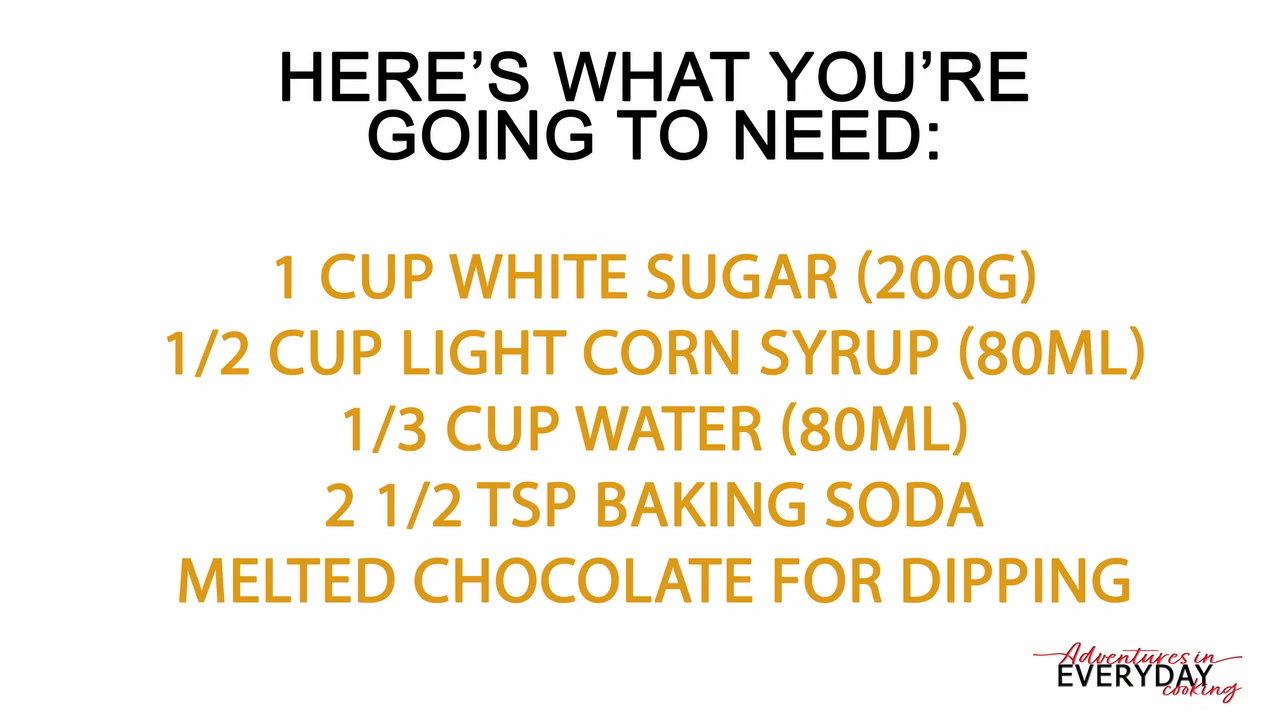 HERE’S WHAT YOU’RE
GOING TO NEED:
1 CUP WHITE SUGAR (200G)
1/2 CUP LIGHT CORN SYRUP (80ML)
1/3 CUP WATER (80ML)
2 1/2 TSP BAKING SODA
MELTED CHOCOLATE FOR DIPPING
Adventures in
EVERYDAY
cooking